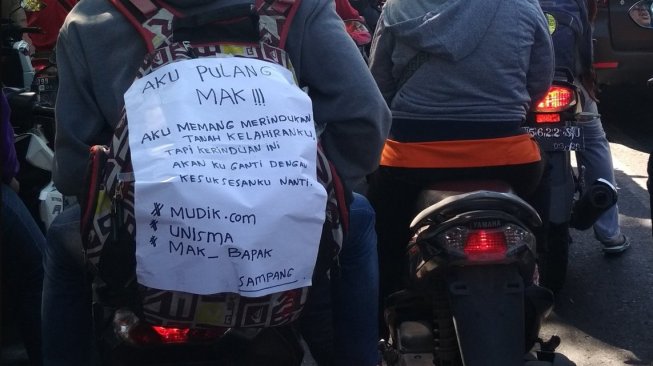 AKU PULANG
MAK !!!
AKU MEMANG MERINDUKAN
TANAH KELAHIRANKU
TAPI KERINDUAN INI
AKAN KU GANTI DENGAN
KESUKSESANKU NANTI.
* MUDIK.COM
* UNISMA
* MAK_ BAPAK
SAMPANG
YAMAHA